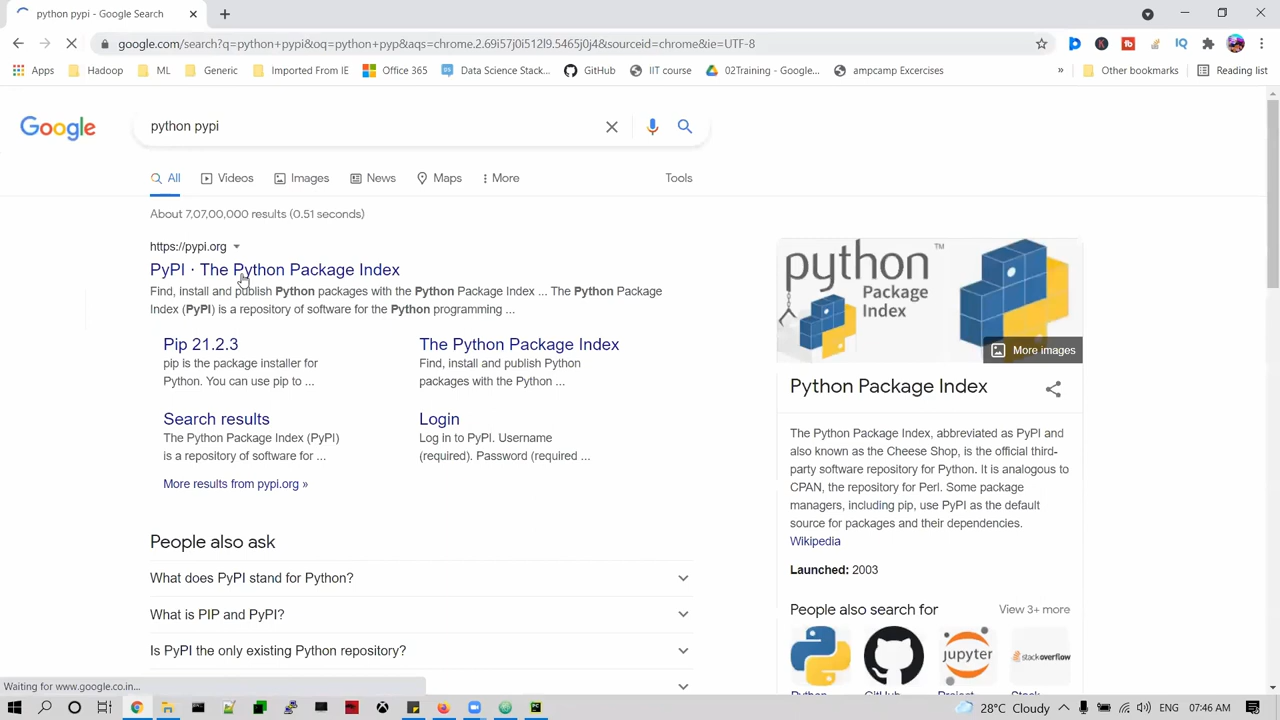 python pypi - Google Search
google.com/search?q=python+pypi&oq=python+pyp&aqs=chrome.2.69i57j0i512l9.5465j0j4&sourceid=chrome&ie=UTF-8
Apps Hadoop ML Generic Imported From IE Office 365 Data Science Stack... GitHub IIT course 02Training - Google... ampcamp Excercises » Other bookmarks Reading list
Google
python pypi
All Videos Images News Maps More Tools
About 7,07,00,000 results (0.51 seconds)
https://pypi.org
PyPI · The Python Package Index
Find, install and publish Python packages with the Python Package Index ... The Python Package
Index (PyPI) is a repository of software for the Python programming ...
Pip 21.2.3
pip is the package installer for
Python. You can use pip to ...
The Python Package Index
Find, install and publish Python
packages with the Python ...
Search results
The Python Package Index (PyPI)
is a repository of software for ...
Login
Log in to PyPI. Username
(required). Password (required ...
More results from pypi.org »
People also ask
What does PyPI stand for Python?
What is PIP and PyPI?
Is PyPI the only existing Python repository?
python™
Package
Index
More images
Python Package Index
The Python Package Index, abbreviated as PyPI and
also known as the Cheese Shop, is the official third-
party software repository for Python. It is analogous to
CPAN, the repository for Perl. Some package
managers, including pip, use PyPI as the default
source for packages and their dependencies.
Wikipedia
Launched: 2003
People also search for View 3+ more
jupyter
stackoverflow
Python GitHub Project Stack
Waiting for www.google.co.in...
28°C Cloudy 07:46 AM